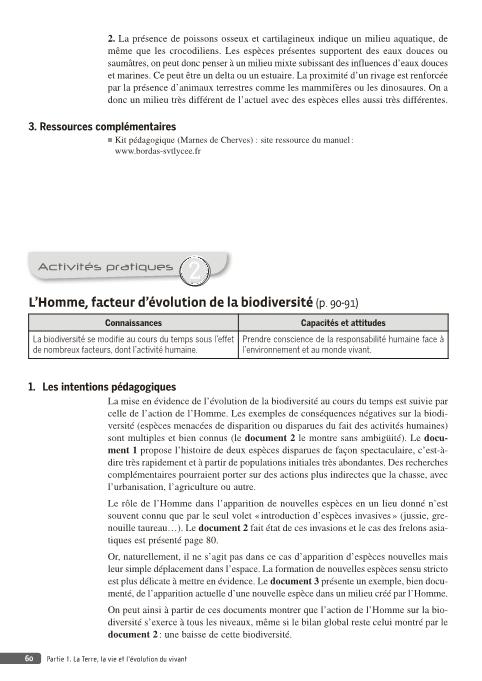 2. La présence de poissons osseux et cartilagineux indique un milieu aquatique, de
même que les crocodiliens. Les espèces présentes supportent des eaux douces ou
saumâtres, on peut donc penser à un milieu mixte subissant des influences d'eaux douces
et marines. Ce peut être un delta ou un estuaire. La proximité d'un rivage est renforcée
par la présence d'animaux terrestres comme les mammifères ou les dinosaures. On a
donc un milieu très différent de l'actuel avec des espèces elles aussi très différentes.
3. Ressources complémentaires
■ Kit pédagogique (Marnes de Cherves) : site ressource du manuel :
www.bordas-svtlycee.fr
Activités pratiques 2
L'Homme, facteur d'évolution de la biodiversité (p. 90-91)
Connaissances Capacités et attitudes
La biodiversité se modifie au cours du temps sous l'effet Prendre conscience de la responsabilité humaine face à
de nombreux facteurs, dont l'activité humaine. l'environnement et au monde vivant.
1. Les intentions pédagogiques
La mise en évidence de l'évolution de la biodiversité au cours du temps est suivie par
celle de l'action de l'Homme. Les exemples de conséquences négatives sur la biodi-
versité (espèces menacées de disparition ou disparues du fait des activités humaines)
sont multiples et bien connus (le document 2 le montre sans ambigüité). Le docu-
ment 1 propose l'histoire de deux espèces disparues de façon spectaculaire, c'est-à-
dire très rapidement et à partir de populations initiales très abondantes. Des recherches
complémentaires pourraient porter sur des actions plus indirectes que la chasse, avec
l'urbanisation, l'agriculture ou autre.
Le rôle de l'Homme dans l'apparition de nouvelles espèces en un lieu donné n'est
souvent connu que par le seul volet « introduction d'espèces invasives » (jussie, gre-
nouille taureau…). Le document 2 fait état de ces invasions et le cas des frelons asia-
tiques est présenté page 80.
Or, naturellement, il ne s'agit pas dans ce cas d'apparition d'espèces nouvelles mais
leur simple déplacement dans l'espace. La formation de nouvelles espèces sensu stricto
est plus délicate à mettre en évidence. Le document 3 présente un exemple, bien docu-
menté, de l'apparition actuelle d'une nouvelle espèce dans un milieu créé par l'Homme.
On peut ainsi à partir de ces documents montrer que l'action de l'Homme sur la bio-
diversité s'exerce à tous les niveaux, même si le bilan global reste celui montré par le
document 2 : une baisse de cette biodiversité.
60 Partie 1. La Terre, la vie et l'évolution du vivant